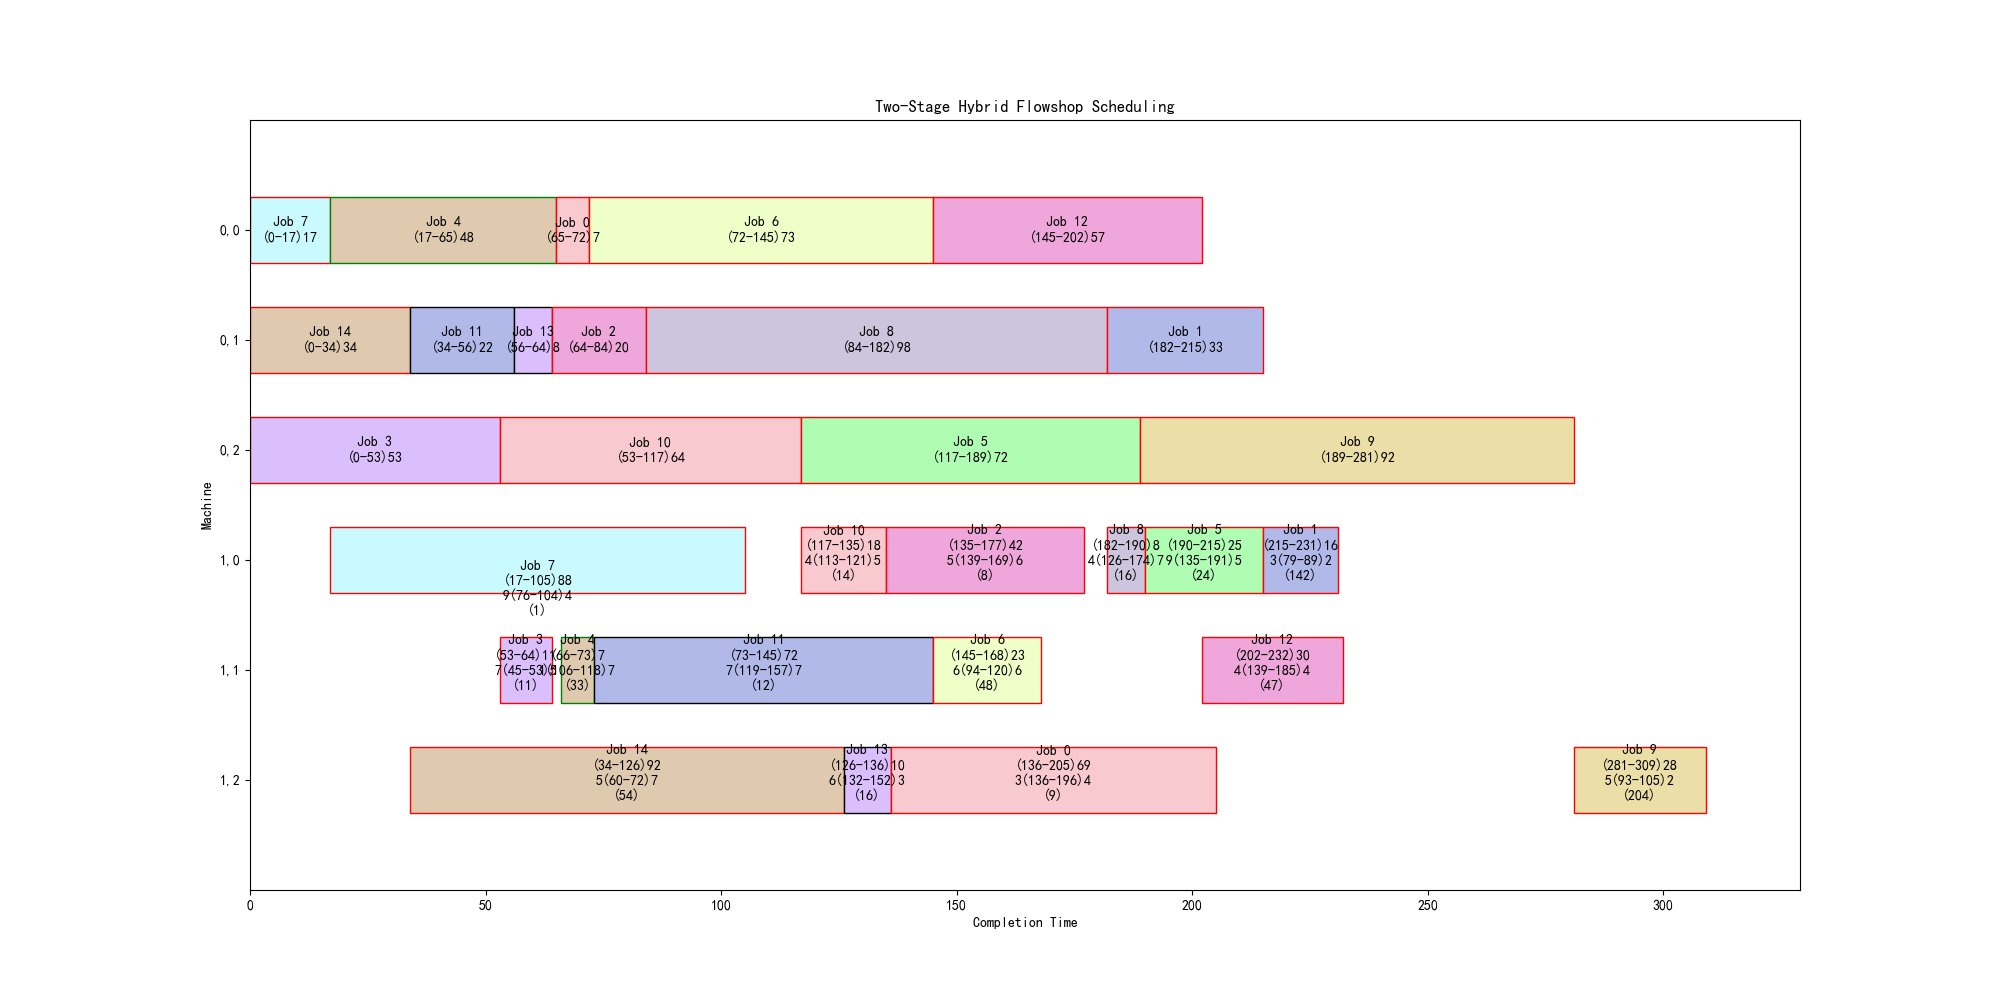 Two-Stage Hybrid Flowshop Scheduling
0,0
Job 7
(0-17)17
Job 4
(17-65)48
Job 0
(65-72)7
Job 6
(72-145)73
Job 12
(145-202)57
0,1
Job 14
(0-34)34
Job 11
(34-56)22
Job 13
(56-64)8
Job 2
(64-84)20
Job 8
(84-182)98
Job 1
(182-215)33
0,2
Job 3
(0-53)53
Job 10
(53-117)64
Job 5
(117-189)72
Job 9
(189-281)92
Machine
1,0
Job 7
(17-105)88
9(76-104)4
(1)
Job 10
(117-135)18
4(113-121)5
(14)
Job 2
(135-177)42
5(139-169)6
(8)
Job 8
(182-190)8
4(126-174)7
(16)
Job 5
(190-215)25
9(135-191)5
(24)
Job 1
(215-231)16
3(79-89)2
(142)
1,1
Job 3
(53-64)11
(11)
Job 4
(66-73)7
(33)
Job 11
(73-145)72
7(119-157)7
(12)
Job 6
(145-168)23
6(94-120)6
(48)
Job 12
(202-232)30
4(139-185)4
(47)
1,2
Job 14
(34-126)92
5(60-72)7
(54)
Job 13
(126-136)10
6(132-152)3
(16)
Job 0
(136-205)69
3(136-196)4
(9)
Job 9
(281-309)28
5(93-105)2
(204)
0
50
100
150
200
250
300
Completion Time